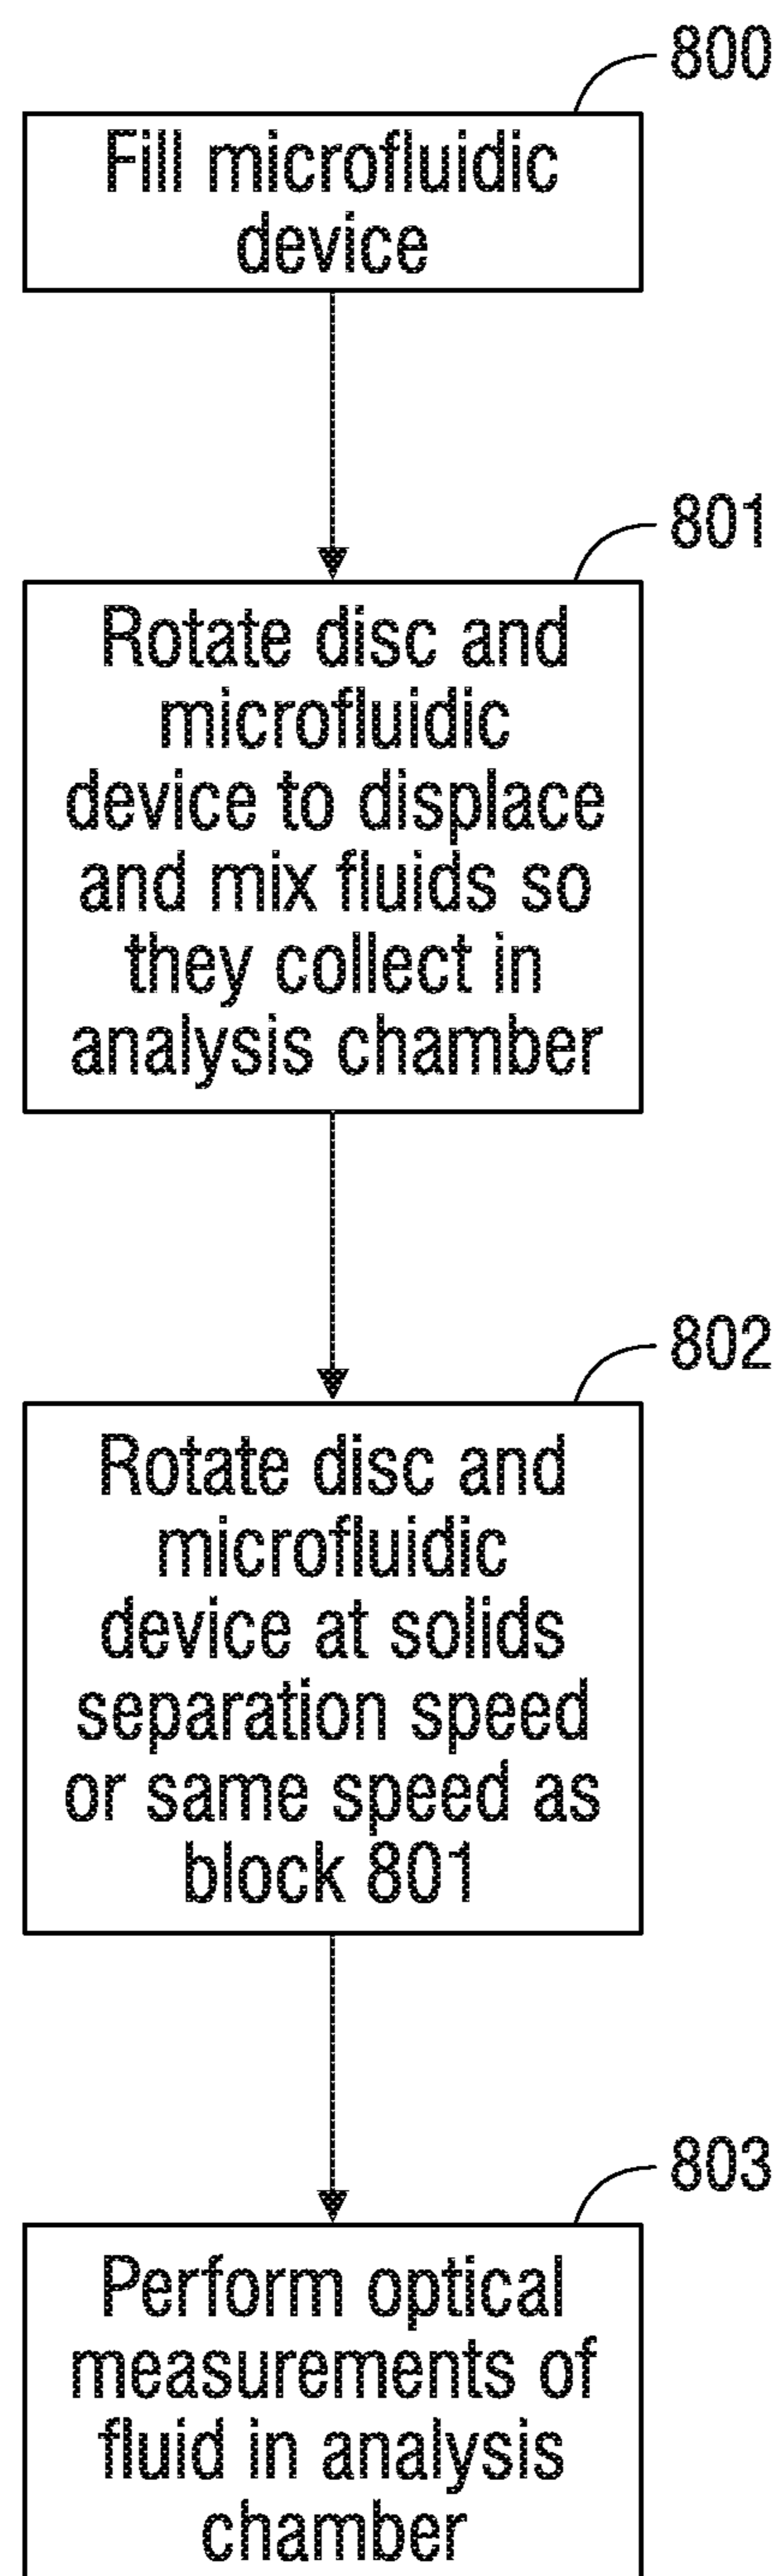 800
Fill microfluidic
device
801
Rotate disc and
microfluidic
device to displace
and mix fluids so
they collect in
analysis chamber
802
Rotate disc and
microfluidic
device at solids
separation speed
or same speed as
block 801
803
Perform optical
measurements of
fluid in analysis
chamber